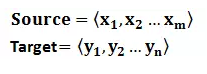 Source = ⟨x₁, x₂ ... xₘ⟩
Target= ⟨y₁, y₂ ... yₙ⟩